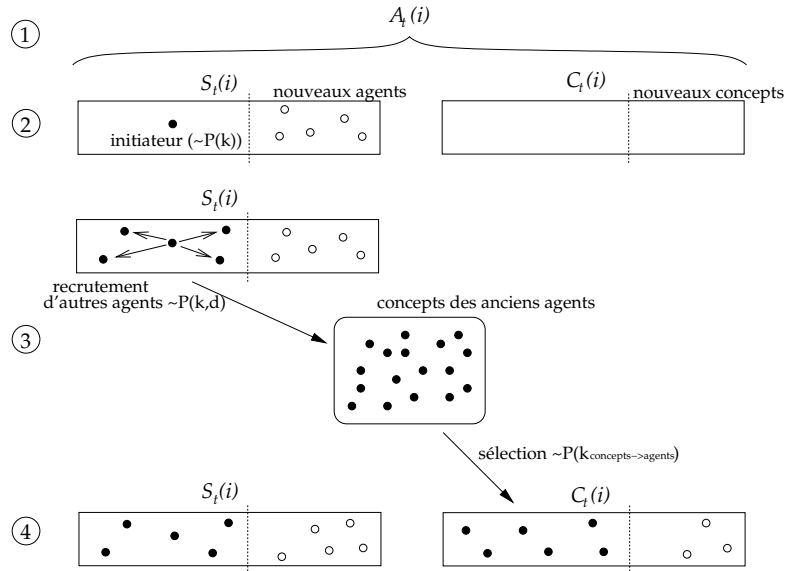 ① A_t(i)
S_t(i) C_t(i)
nouveaux agents nouveaux concepts
②
initiateur (~P(k))
S_t(i)
recrutement
d'autres agents ~P(k,d) concepts des anciens agents
③
sélection ~P(kconcepts->agents)
S_t(i) C_t(i)
④